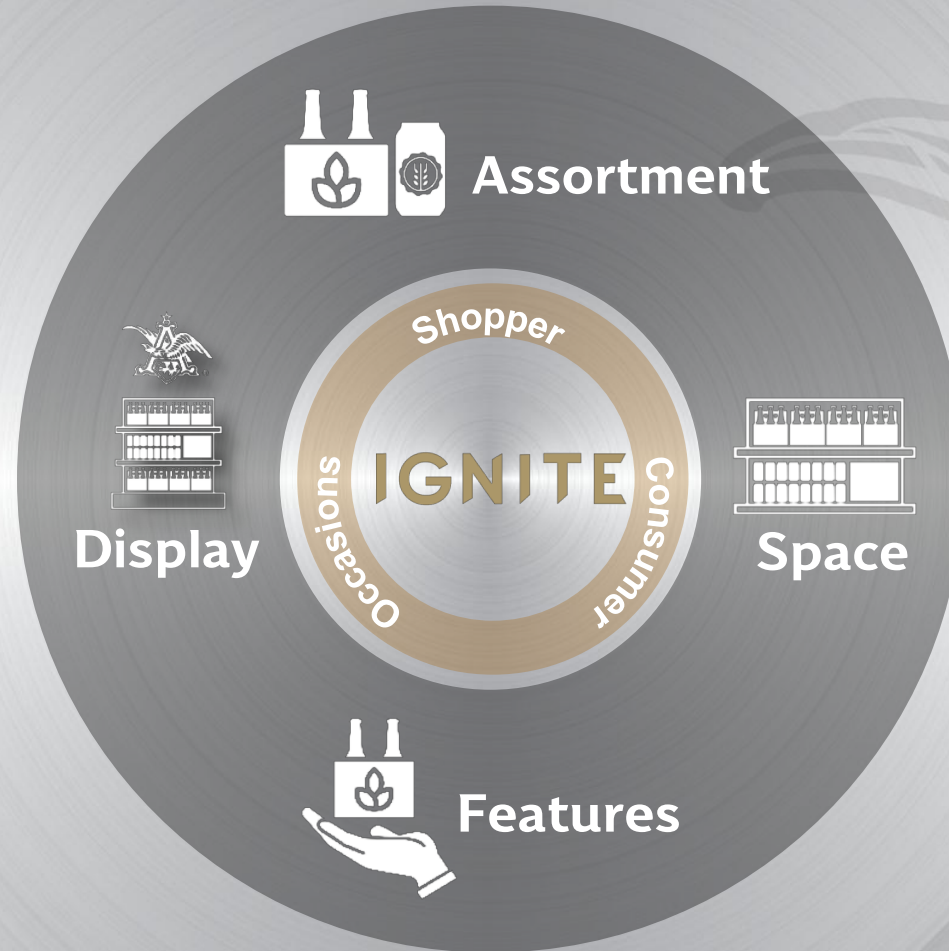 Assortment
Shopper
Occasions
IGNITE
Consumer
Display
Space
Features